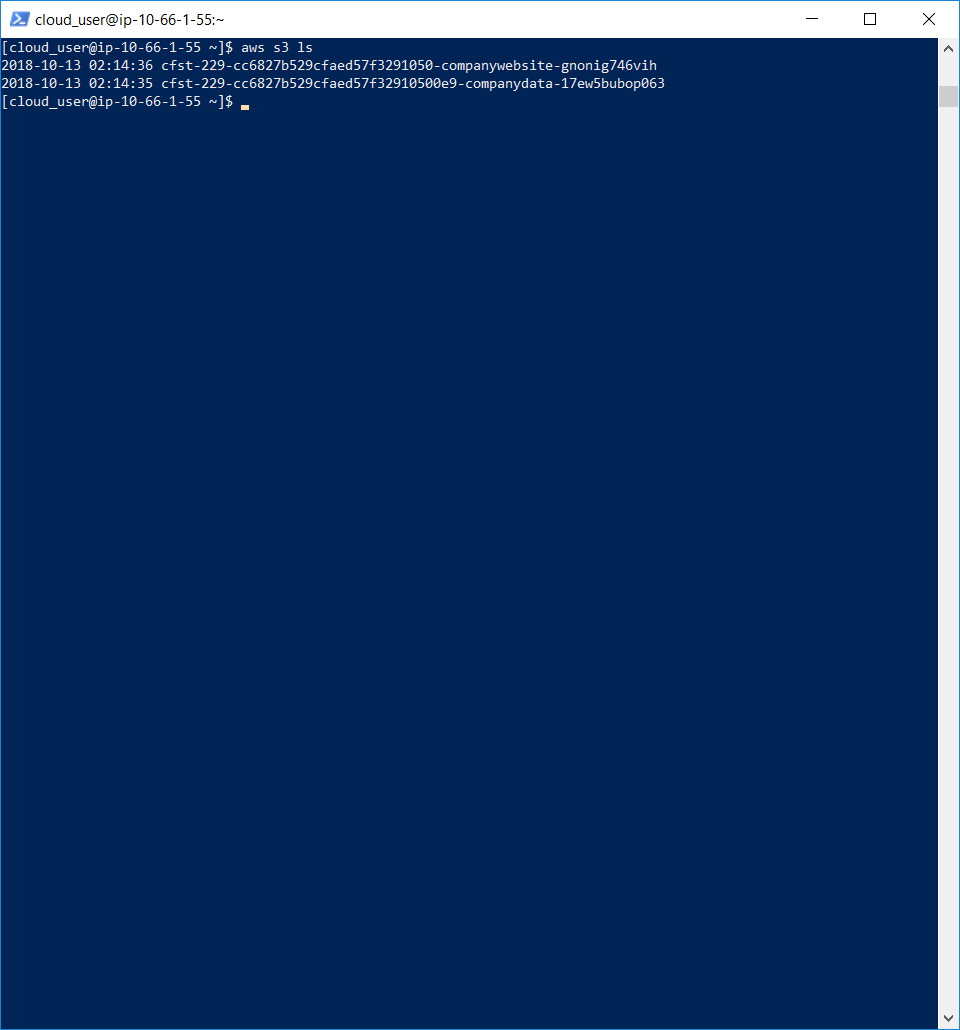 cloud_user@ip-10-66-1-55:~
[cloud_user@ip-10-66-1-55 ~]$ aws s3 ls
2018-10-13 02:14:36 cfst-229-cc6827b529cfaed57f3291050-companywebsite-gnonig746vih
2018-10-13 02:14:35 cfst-229-cc6827b529cfaed57f32910500e9-companydata-17ew5bubop063
[cloud_user@ip-10-66-1-55 ~]$